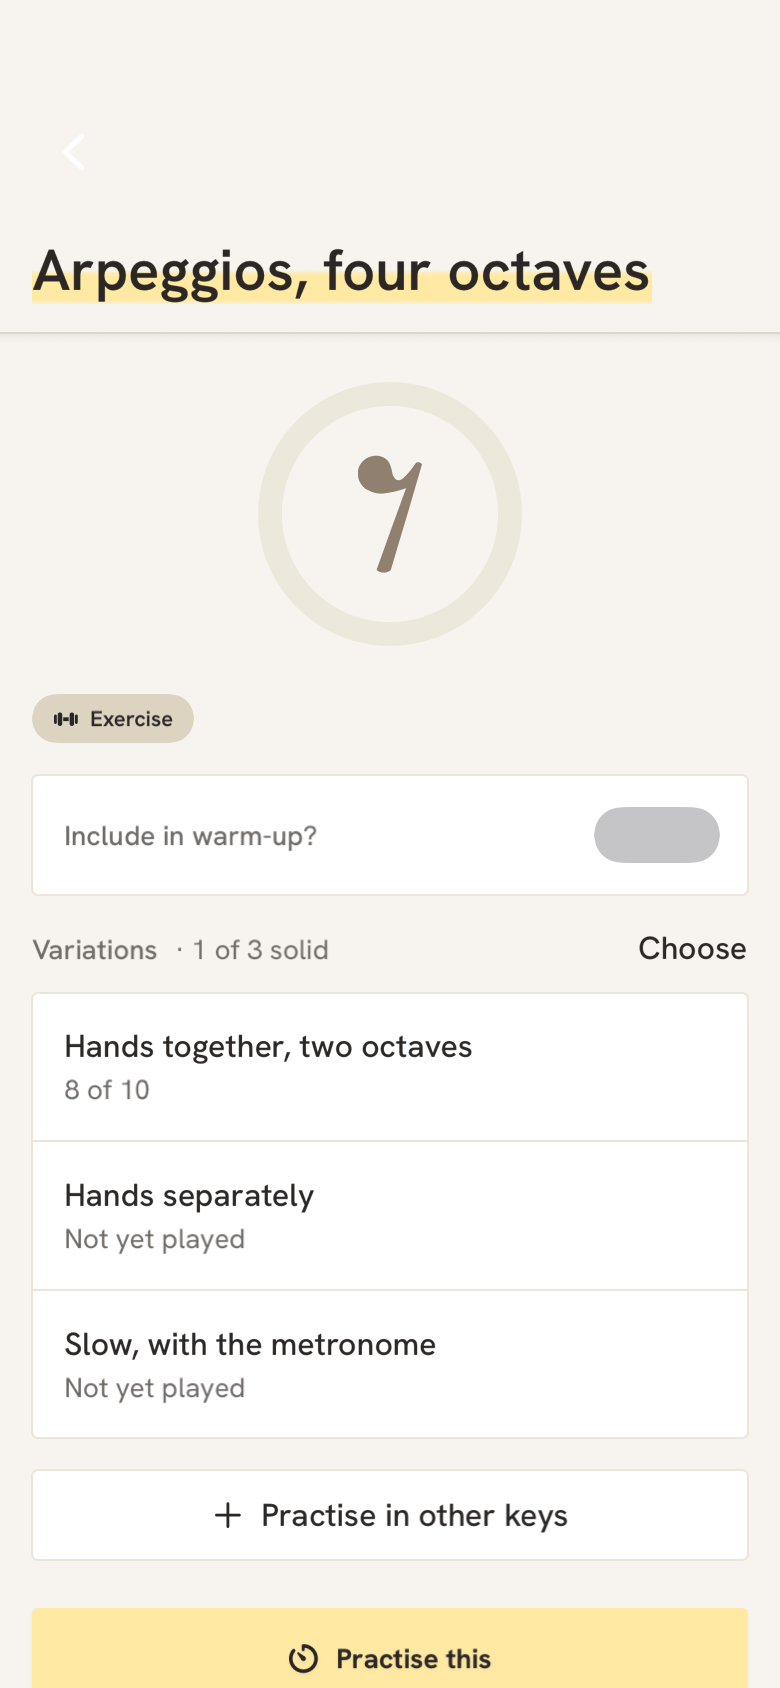 Arpeggios, four octaves
Exercise
Include in warm-up?
Variations · 1 of 3 solid
Choose
Hands together, two octaves
8 of 10
Hands separately
Not yet played
Slow, with the metronome
Not yet played
+ Practise in other keys
Practise this